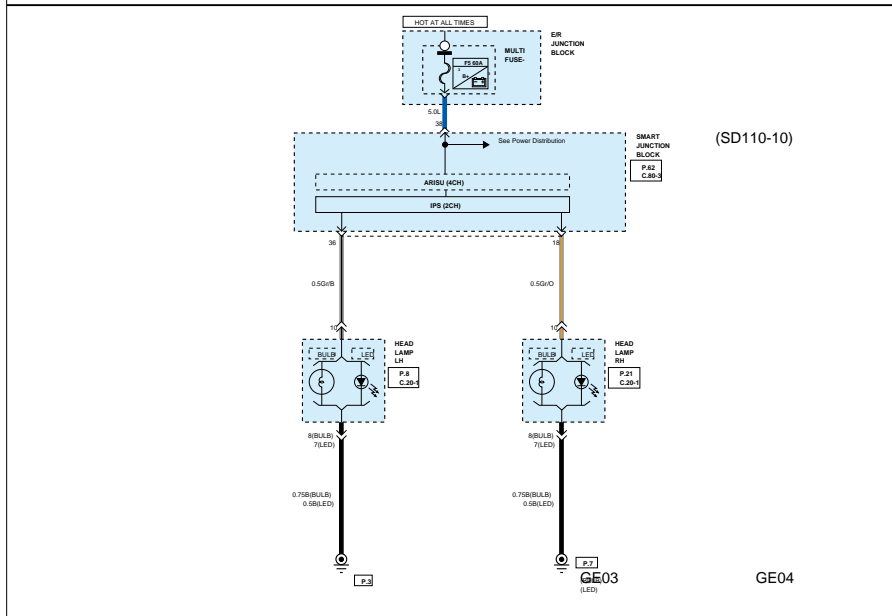 HOT AT ALL TIMES
E/R
JUNCTION
BLOCK
MULTI
FUSE-
F5 60A
B+
5.0L
38
See Power Distribution
SMART
JUNCTION
BLOCK
P.62
C.80-3
(SD110-10)
ARISU (4CH)
IPS (2CH)
36
18
0.5Gr/B
0.5Gr/O
10
10
BULB
LED
HEAD
LAMP
LH
P.8
C.20-1
BULB
LED
HEAD
LAMP
RH
P.21
C.20-1
8(BULB)
7(LED)
8(BULB)
7(LED)
0.75B(BULB)
0.5B(LED)
0.75B(BULB)
0.5B(LED)
P.3
P.7
GE03
(LED)
GE04